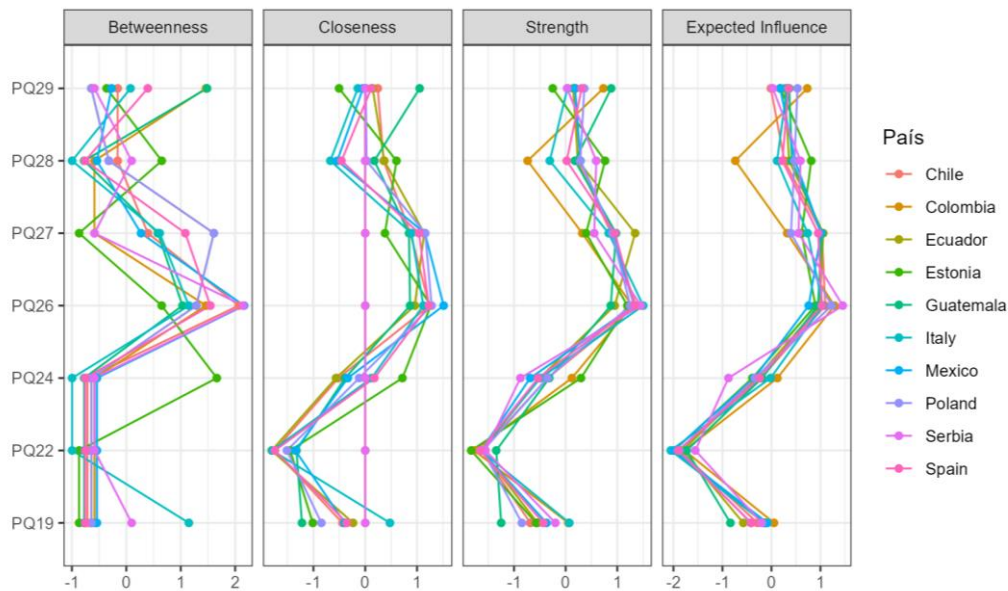 Betweenness Closeness Strength Expected Influence
PQ29
PQ28
PQ27
PQ26
PQ24
PQ22
PQ19
-1 0 1 2 -1 0 1 -1 0 1 -2 -1 0 1
País
Chile
Colombia
Ecuador
Estonia
Guatemala
Italy
Mexico
Poland
Serbia
Spain